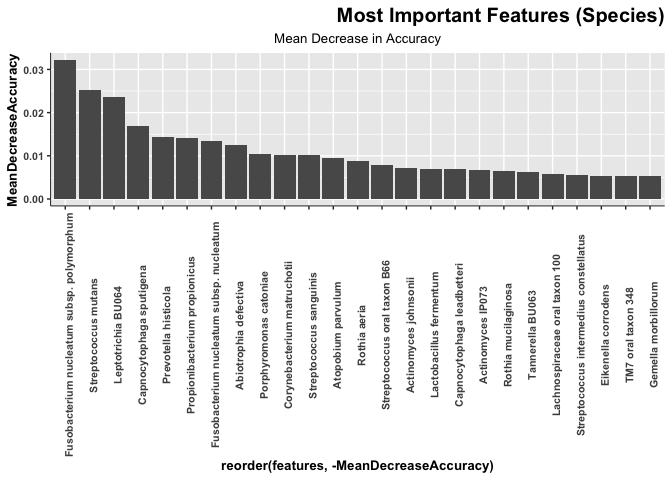 Most Important Features (Species)
Mean Decrease in Accuracy
MeanDecreaseAccuracy
0.03
0.02
0.01
0.00
Fusobacterium nucleatum subsp. polymorphum
Streptococcus mutans
Leptotrichia BU064
Capnocytophaga sputigena
Prevotella histicola
Propionibacterium propionicus
Fusobacterium nucleatum subsp. nucleatum
Abiotrophia defectiva
Porphyromonas catoniae
Corynebacterium matruchotii
Streptococcus sanguinis
Atopobium parvulum
Rothia aeria
Streptococcus oral taxon B66
Actinomyces johnsonii
Lactobacillus fermentum
Capnocytophaga leadbetteri
Actinomyces IP073
Rothia mucilaginosa
Tannerella BU063
Lachnospiraceae oral taxon 100
Streptococcus intermedius constellatus
Eikenella corrodens
TM7 oral taxon 348
Gemella morbillorum
reorder(features, -MeanDecreaseAccuracy)